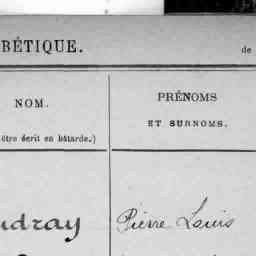 BÉTIQUE.
de
NOM.
PRÉNOMS
ET SURNOMS.
être écrit en bâtarde.)
udray
Pierre Louis